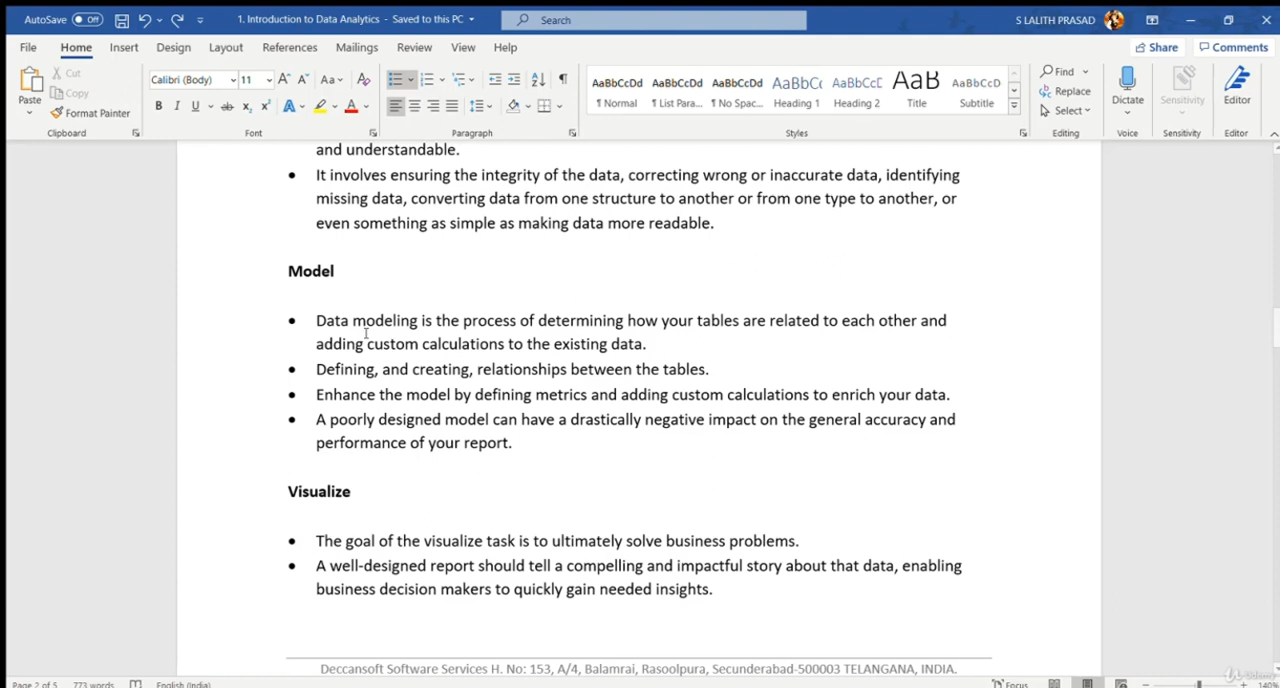 AutoSave Off 1. Introduction to Data Analytics - Saved to this PC Search S LALITH PRASAD
File Home Insert Design Layout References Mailings Review View Help Share Comments
Paste Cut Copy Format Painter
Calibri (Body) 11 Aa
B I U ab x2 x2 A A
AaBbCcDd AaBbCcDd AaBbCcDd AaBbC( AaBbCcC AaB AaBbCcD
¶ Normal ¶ List Para... ¶ No Spac... Heading 1 Heading 2 Title Subtitle
Find Replace Select
Dictate Sensitivity Editor
Clipboard Font Paragraph Styles Editing Voice Sensitivity Editor
and understandable.
• It involves ensuring the integrity of the data, correcting wrong or inaccurate data, identifying
missing data, converting data from one structure to another or from one type to another, or
even something as simple as making data more readable.
Model
• Data modeling is the process of determining how your tables are related to each other and
adding custom calculations to the existing data.
• Defining, and creating, relationships between the tables.
• Enhance the model by defining metrics and adding custom calculations to enrich your data.
• A poorly designed model can have a drastically negative impact on the general accuracy and
performance of your report.
Visualize
• The goal of the visualize task is to ultimately solve business problems.
• A well-designed report should tell a compelling and impactful story about that data, enabling
business decision makers to quickly gain needed insights.
Deccansoft Software Services H. No: 153, A/4, Balamrai, Rasoolpura, Secunderabad-500003 TELANGANA, INDIA.
Page 2 of 5 773 words English (India) Focus 140%
Udemy